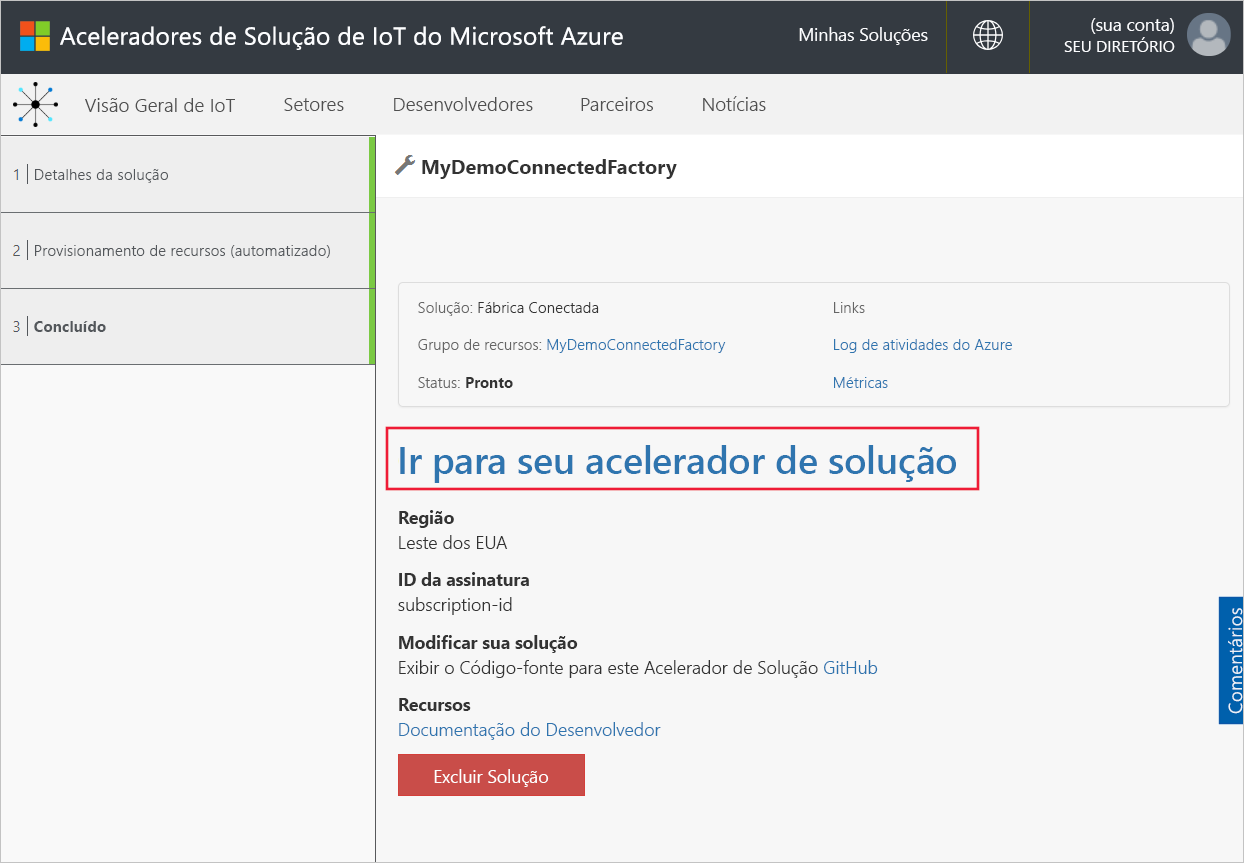 Aceleradores de Solução de IoT do Microsoft Azure
Minhas Soluções
(sua conta)
SEU DIRETÓRIO
Visão Geral de IoT
Setores
Desenvolvedores
Parceiros
Notícias
1 Detalhes da solução
2 Provisionamento de recursos (automatizado)
3 Concluído
MyDemoConnectedFactory
Solução: Fábrica Conectada
Links
Grupo de recursos: MyDemoConnectedFactory
Log de atividades do Azure
Status: Pronto
Métricas
Ir para seu acelerador de solução
Região
Leste dos EUA
ID da assinatura
subscription-id
Modificar sua solução
Exibir o Código-fonte para este Acelerador de Solução GitHub
Recursos
Documentação do Desenvolvedor
Excluir Solução
Comentários